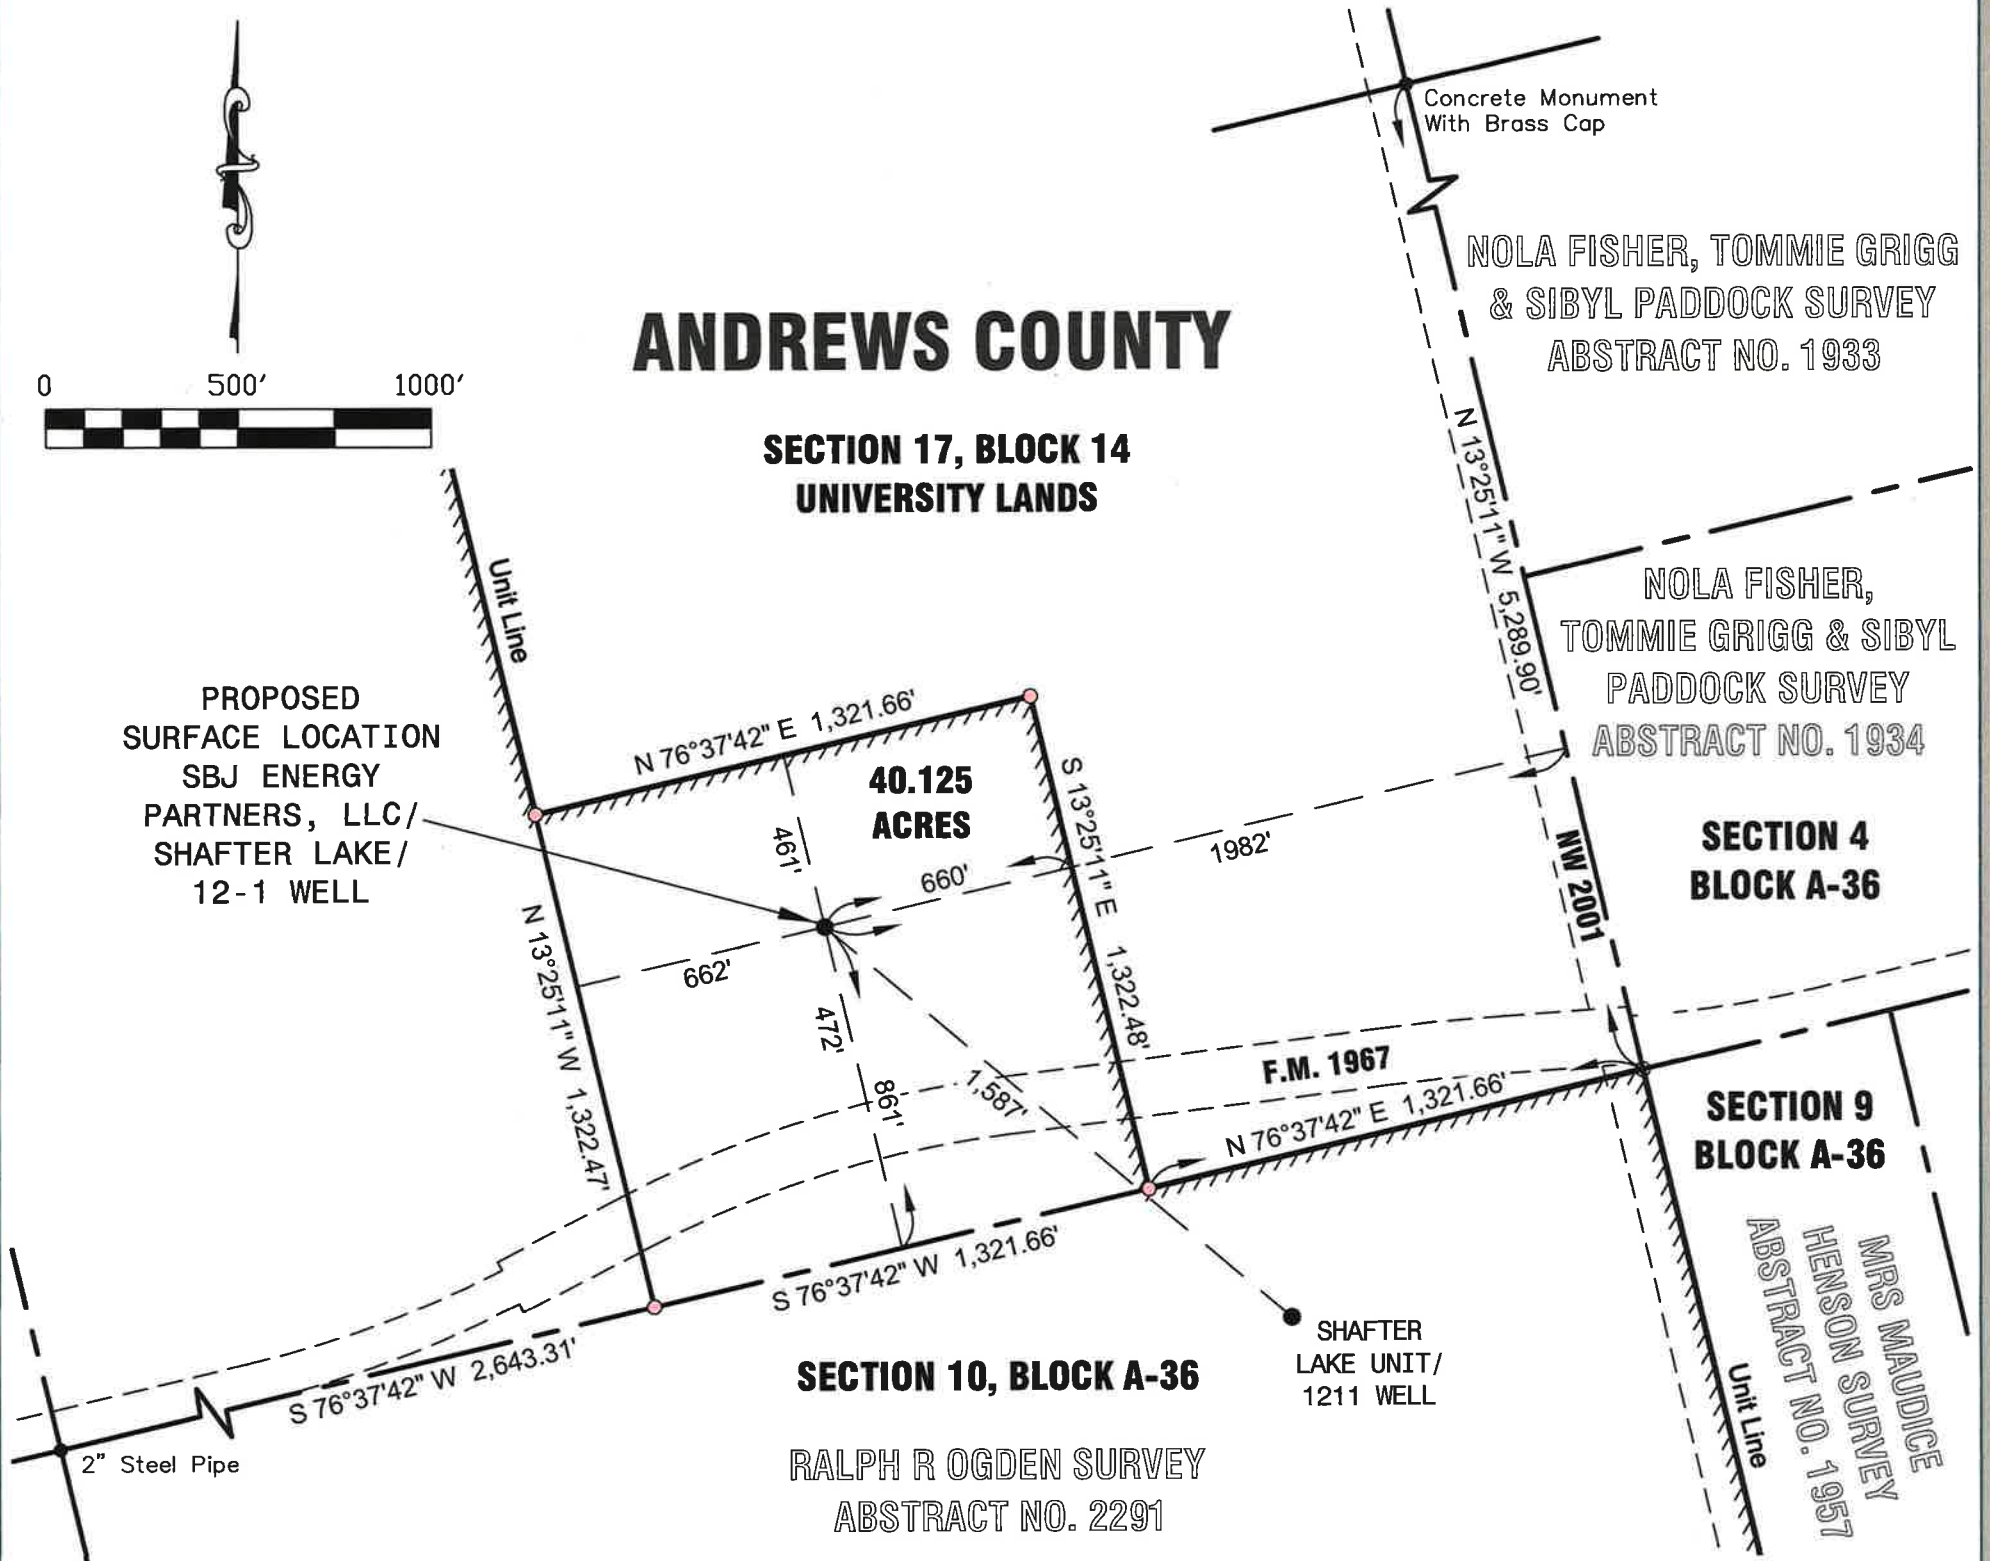 Concrete Monument
With Brass Cap
NOLA FISHER, TOMMIE GRIGG
& SIBYL PADDOCK SURVEY
ABSTRACT NO. 1933
ANDREWS COUNTY
0 500' 1000'
SECTION 17, BLOCK 14
UNIVERSITY LANDS
N 13°25'11" W 5,289.90'
Unit Line
NOLA FISHER,
TOMMIE GRIGG & SIBYL
PADDOCK SURVEY
ABSTRACT NO. 1934
PROPOSED
SURFACE LOCATION
SBJ ENERGY
PARTNERS, LLC/
SHAFTER LAKE/
12-1 WELL
N 76°37'42" E 1,321.66'
40.125
ACRES
S 13°25'11" E 1,322.48'
461'
660'
1982'
NW 2001
SECTION 4
BLOCK A-36
662'
N 13°25'11" W 1,322.47'
472'
861'
1,587'
F.M. 1967
N 76°37'42" E 1,321.66'
SECTION 9
BLOCK A-36
S 76°37'42" W 1,321.66'
S 76°37'42" W 2,643.31'
2" Steel Pipe
SECTION 10, BLOCK A-36
SHAFTER
LAKE UNIT/
1211 WELL
RALPH R OGDEN SURVEY
ABSTRACT NO. 2291
Unit Line
MRS MAUDICE
HENSON SURVEY
ABSTRACT NO. 1957